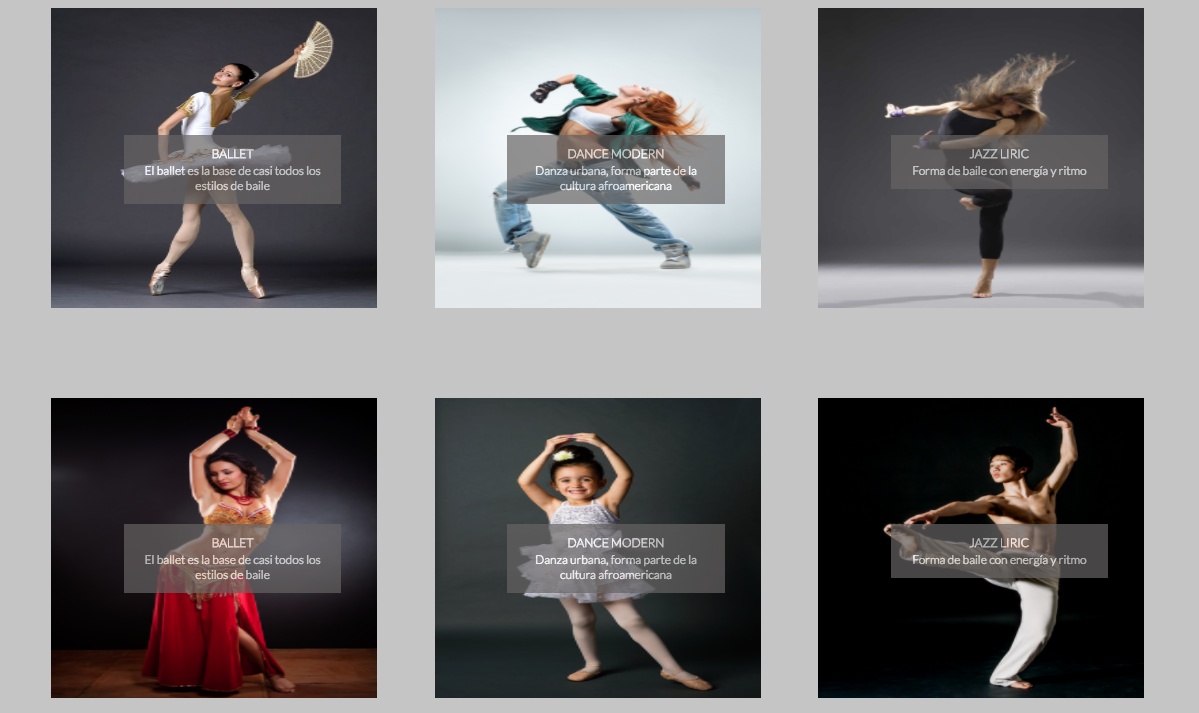 BALLET
El ballet es la base de casi todos los
estilos de baile
DANCE MODERN
Danza urbana, forma parte de la
cultura afroamericana
JAZZ LIRIC
Forma de baile con energía y ritmo
BALLET
El ballet es la base de casi todos los
estilos de baile
DANCE MODERN
Danza urbana, forma parte de la
cultura afroamericana
JAZZ LIRIC
Forma de baile con energía y ritmo